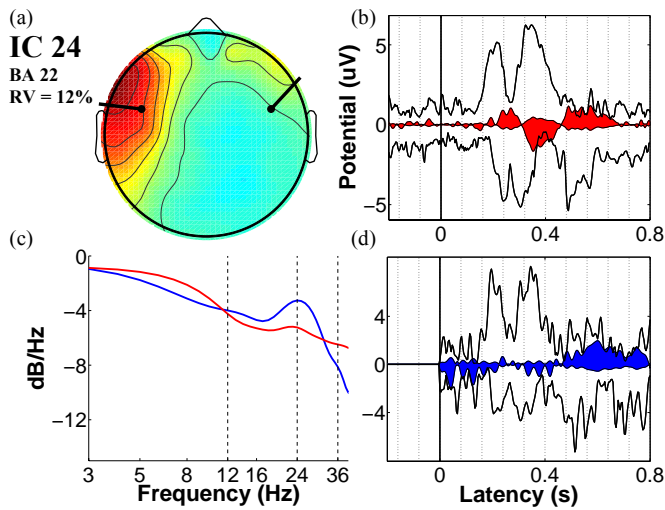 (a)
IC 24
BA 22
RV = 12%
(b)
Potential (uV)
5
0
−5
0
0.4
0.8
(c)
dB/Hz
0
−4
−8
−12
3
5
8
12
16
24
36
Frequency (Hz)
(d)
4
0
−4
0
0.4
0.8
Latency (s)